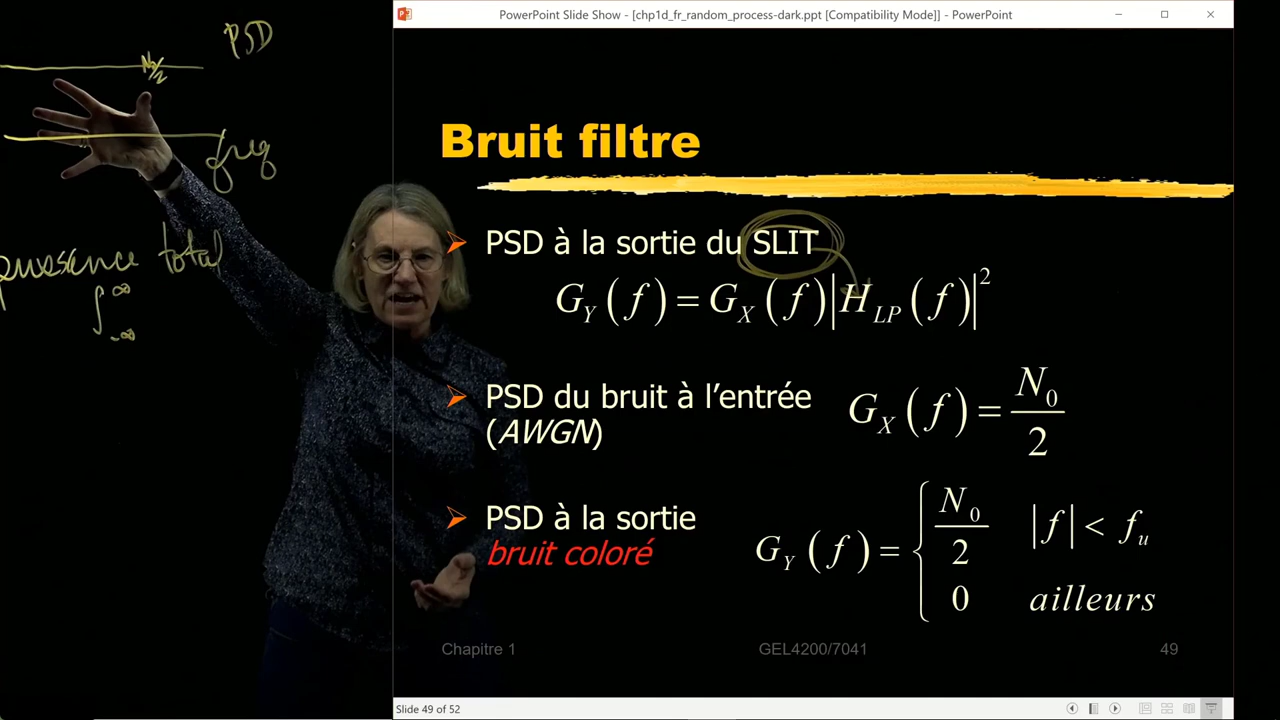 PowerPoint Slide Show - [chp1d_fr_random_process-dark.ppt [Compatibility Mode]] - PowerPoint
PSD
N₀/2
freq
puissence total
∫ ∞ -∞
Bruit filtre
PSD à la sortie du SLIT
G_Y(f) = G_X(f)|H_LP(f)|²
PSD du bruit à l'entrée
(AWGN)
G_X(f) = N₀/2
PSD à la sortie
bruit coloré
G_Y(f) = { N₀/2 |f| < f_u
0 ailleurs
Chapitre 1 GEL4200/7041 49
Slide 49 of 52